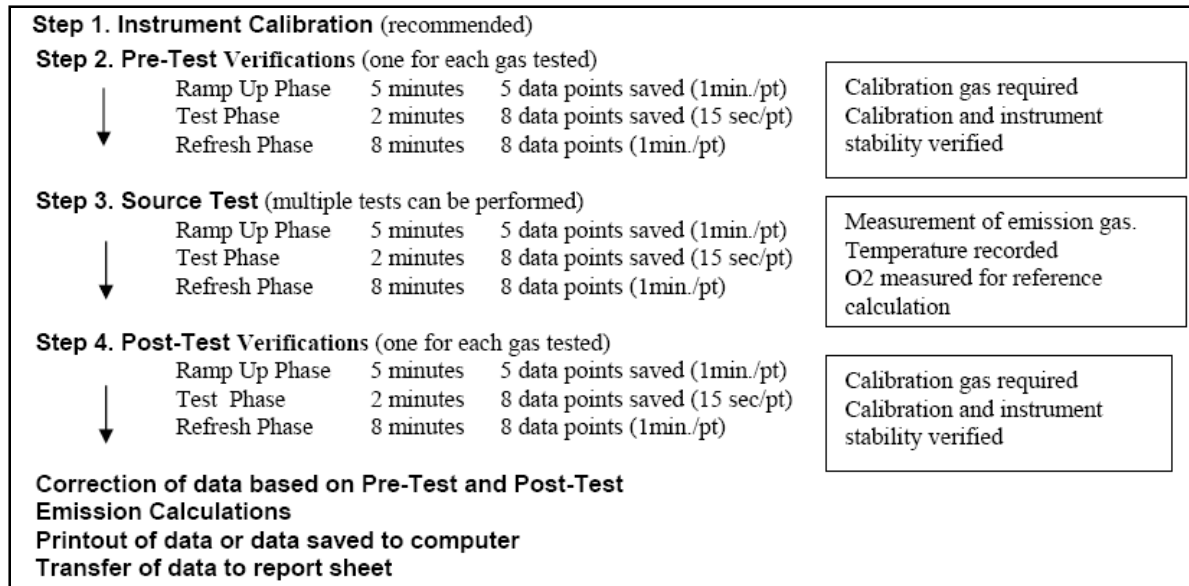 Step 1. Instrument Calibration (recommended)
Step 2. Pre-Test Verifications (one for each gas tested)
Ramp Up Phase 5 minutes 5 data points saved (1min./pt)
Test Phase 2 minutes 8 data points saved (15 sec/pt)
Refresh Phase 8 minutes 8 data points (1min./pt)
Calibration gas required
Calibration and instrument
stability verified
Step 3. Source Test (multiple tests can be performed)
Ramp Up Phase 5 minutes 5 data points saved (1min./pt)
Test Phase 2 minutes 8 data points saved (15 sec/pt)
Refresh Phase 8 minutes 8 data points (1min./pt)
Measurement of emission gas.
Temperature recorded
O2 measured for reference
calculation
Step 4. Post-Test Verifications (one for each gas tested)
Ramp Up Phase 5 minutes 5 data points saved (1min./pt)
Test Phase 2 minutes 8 data points saved (15 sec/pt)
Refresh Phase 8 minutes 8 data points (1min./pt)
Calibration gas required
Calibration and instrument
stability verified
Correction of data based on Pre-Test and Post-Test
Emission Calculations
Printout of data or data saved to computer
Transfer of data to report sheet